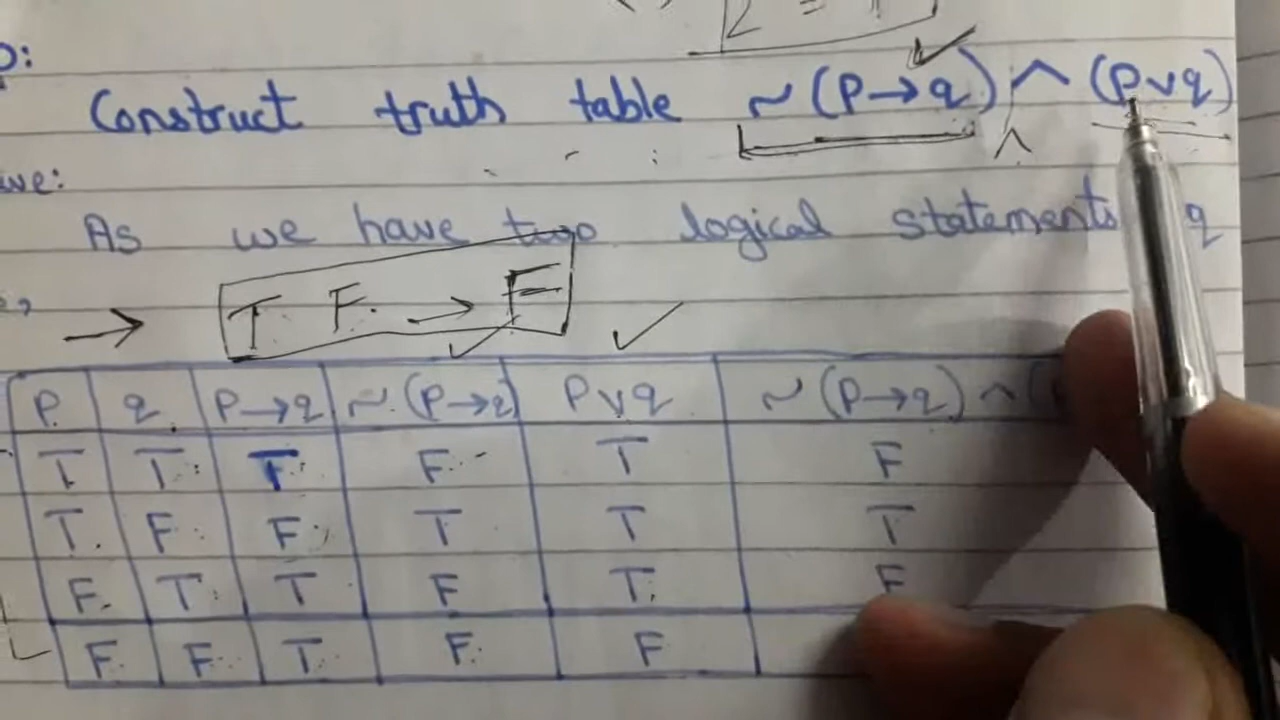 Construct truth table ~(P→q) ∧ (P∨q)
∧
As we have two logical statements q
→ T F. → F
P q P→q ~(P→q) P∨q ~(P→q) ∧ (
T T T F T F
T F F T T T
F T T F T F
F F T F F